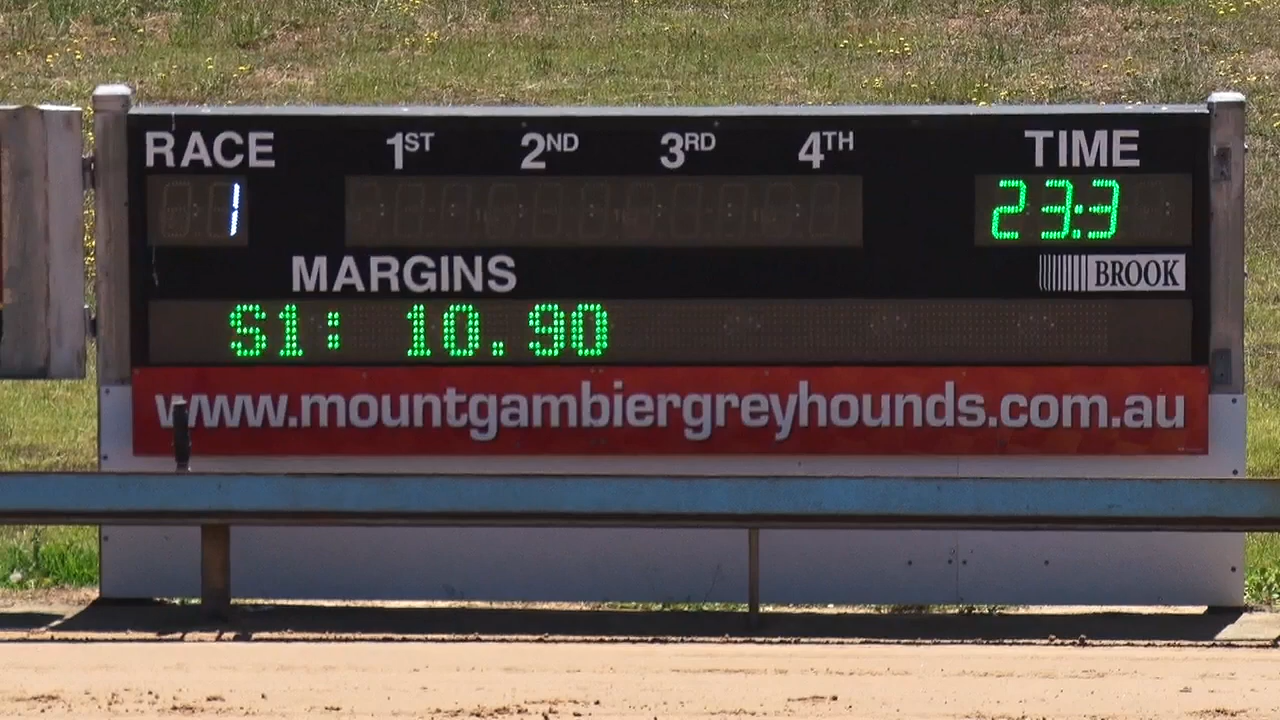 RACE 1ST 2ND 3RD 4TH TIME
1 23:3
MARGINS BROOK
S1: 10.90
www.mountgambiergreyhounds.com.au